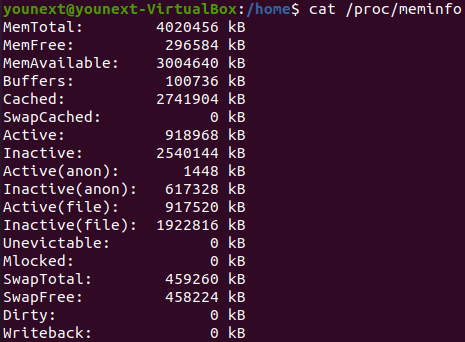 younext@younext-VirtualBox:/home$ cat /proc/meminfo
MemTotal:        4020456 kB
MemFree:          296584 kB
MemAvailable:    3004640 kB
Buffers:          100736 kB
Cached:          2741904 kB
SwapCached:            0 kB
Active:           918968 kB
Inactive:        2540144 kB
Active(anon):       1448 kB
Inactive(anon):   617328 kB
Active(file):     917520 kB
Inactive(file):  1922816 kB
Unevictable:           0 kB
Mlocked:               0 kB
SwapTotal:        459260 kB
SwapFree:         458224 kB
Dirty:                 0 kB
Writeback:             0 kB